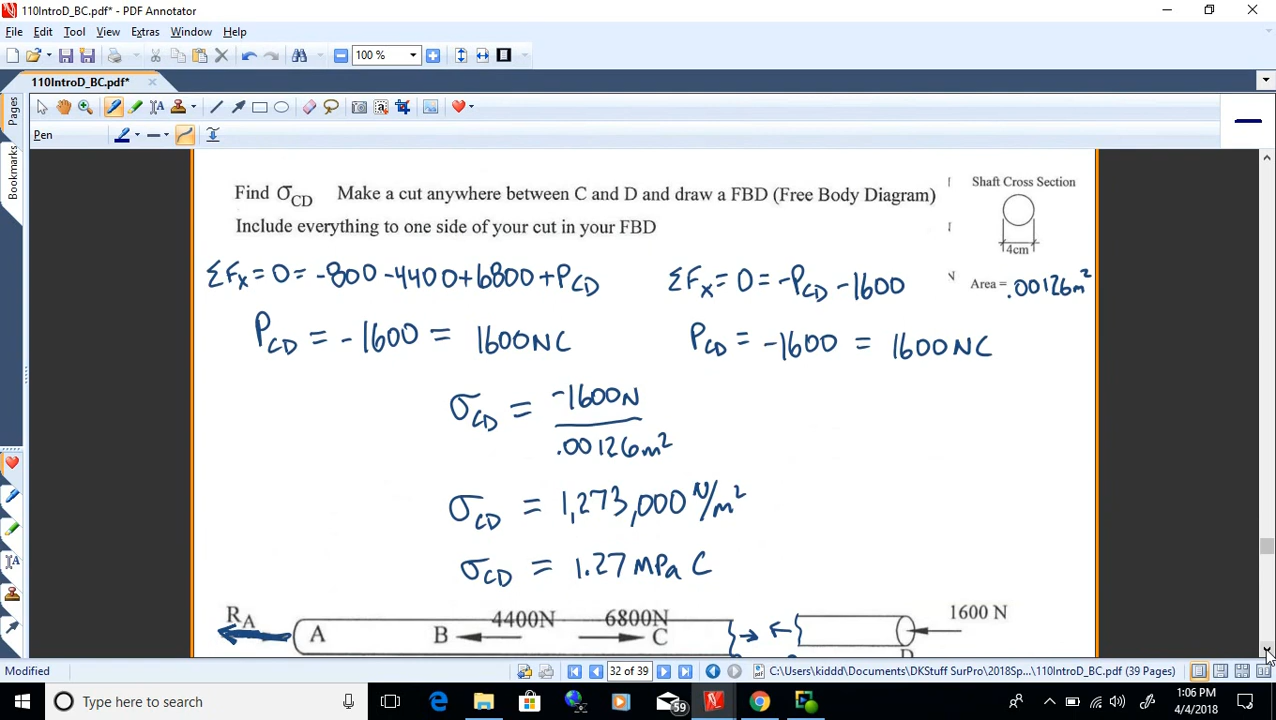 110IntroD_BC.pdf* - PDF Annotator
File Edit Tool Extras View Window Help
100 %
110IntroD_BC.pdf*
Pen
Pages
Bookmarks
Find σCD Make a cut anywhere between C and D and draw a FBD (Free Body Diagram)
Include everything to one side of your cut in your FBD
Shaft Cross Section
4cm
Area = .00126m²
ΣFx = 0 = -800 -4400+6800+PCD
ΣFx = 0 = -PCD -1600
PCD = -1600 = 1600NC
PCD = -1600 = 1600NC
σCD = -1600N
.00126m²
σCD = 1,273,000 N/m²
σCD = 1.27MPa C
RA
A B 4400N 6800N C
1600 N
D
Modified
32 of 39
C:\Users\kiddd\Documents\DKStuff SurPro\2018Sp...\110IntroD_BC.pdf (39 Pages)
Type here to search
59
1:06 PM
4/4/2018